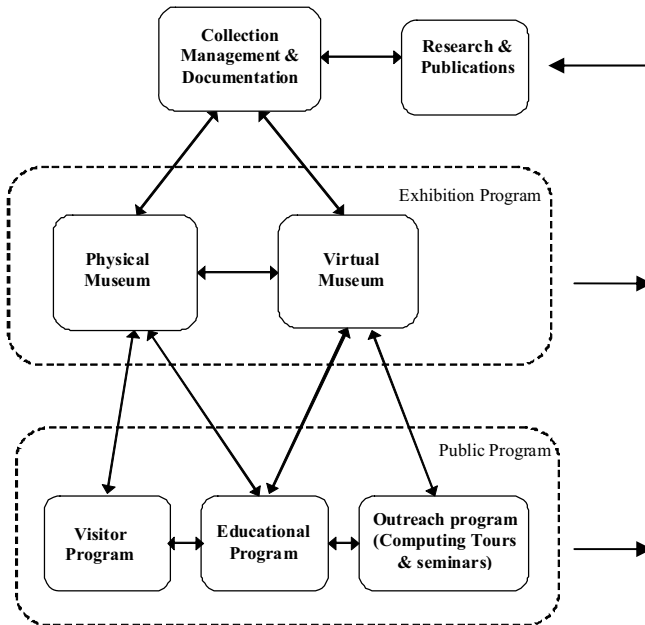 Collection
Management &
Documentation
Research &
Publications
Exhibition Program
Physical
Museum
Virtual
Museum
Public Program
Visitor
Program
Educational
Program
Outreach program
(Computing Tours
& seminars)